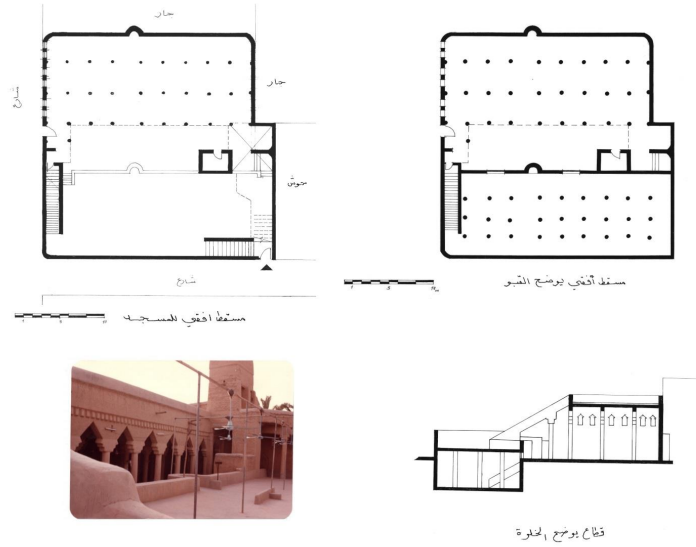 جار
جار
شارع
حوش
شارع
مسقط افقي للمسجد
مسقط أفقي يوضح القبو
قطاع يوضح الخلوة